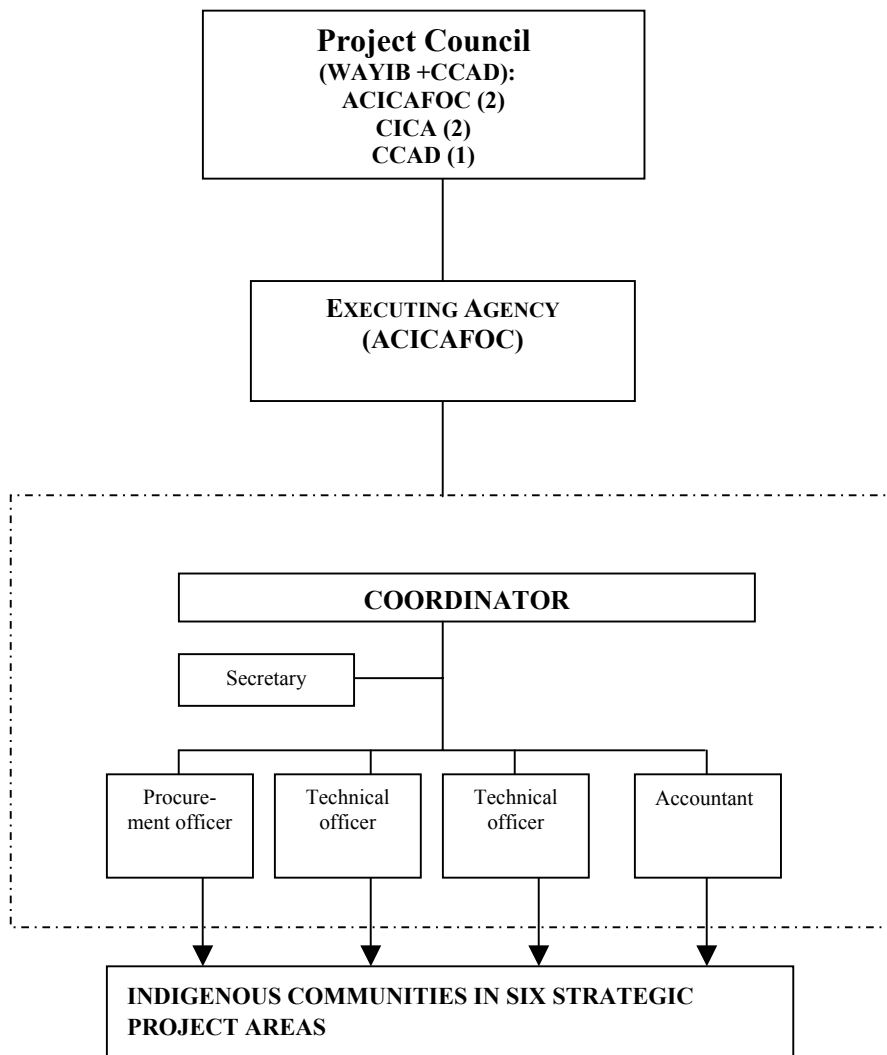 Project Council
(WAYIB +CCAD):
ACICAFOC (2)
CICA (2)
CCAD (1)
EXECUTING AGENCY
(ACICAFOC)
COORDINATOR
Secretary
Procure-
ment officer
Technical
officer
Technical
officer
Accountant
INDIGENOUS COMMUNITIES IN SIX STRATEGIC
PROJECT AREAS